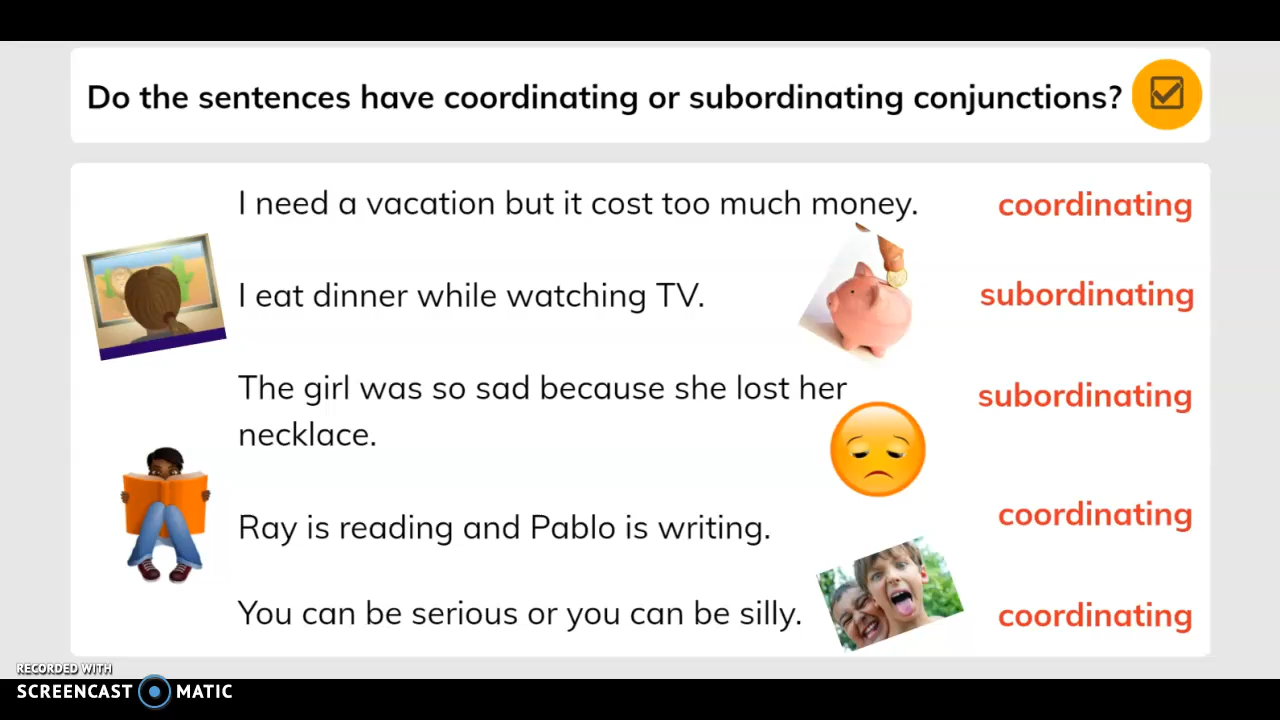 Do the sentences have coordinating or subordinating conjunctions?
I need a vacation but it cost too much money.
coordinating
I eat dinner while watching TV.
subordinating
The girl was so sad because she lost her
necklace.
subordinating
Ray is reading and Pablo is writing.
coordinating
You can be serious or you can be silly.
coordinating
RECORDED WITH
SCREENCAST MATIC